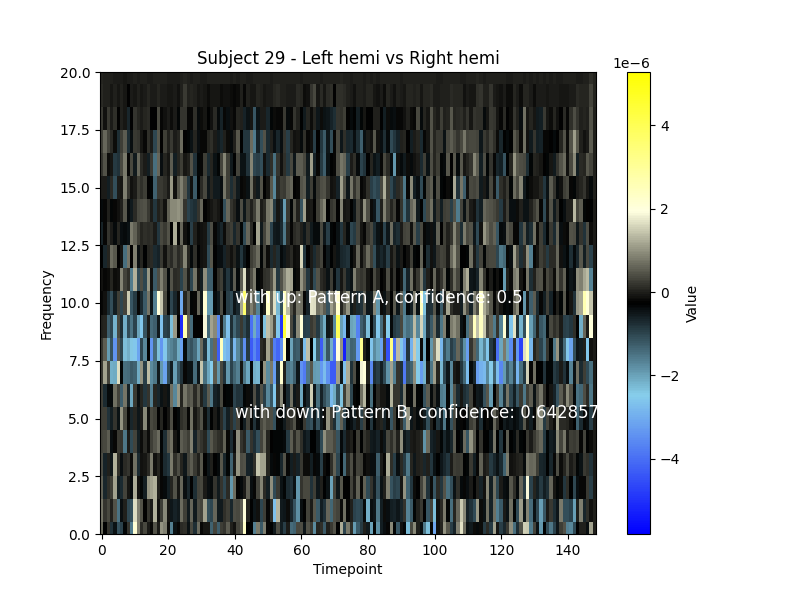 Subject 29 - Left hemi vs Right hemi
1e−6
20.0
17.5
15.0
12.5
10.0
7.5
5.0
2.5
0.0
Frequency
with up: Pattern A, confidence: 0.5
with down: Pattern B, confidence: 0.642857
0 20 40 60 80 100 120 140
Timepoint
4
2
0
−2
−4
Value